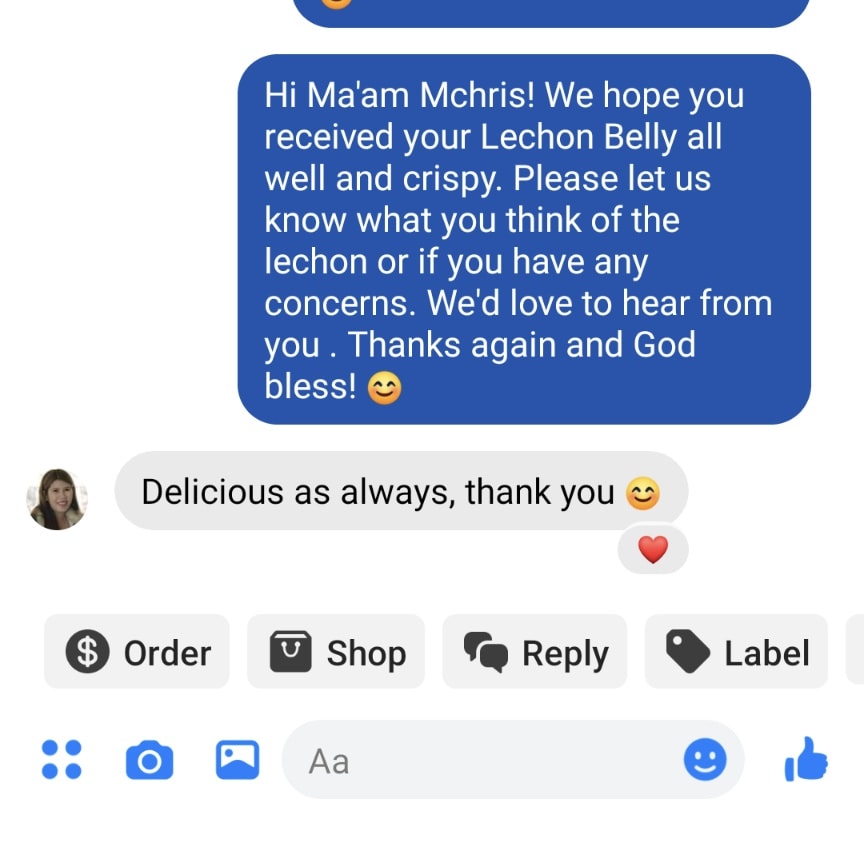 Hi Ma'am Mchris! We hope you
received your Lechon Belly all
well and crispy. Please let us
know what you think of the
lechon or if you have any
concerns. We'd love to hear from
you . Thanks again and God
bless! 😊
Delicious as always, thank you 😊
Order
Shop
Reply
Label
Aa